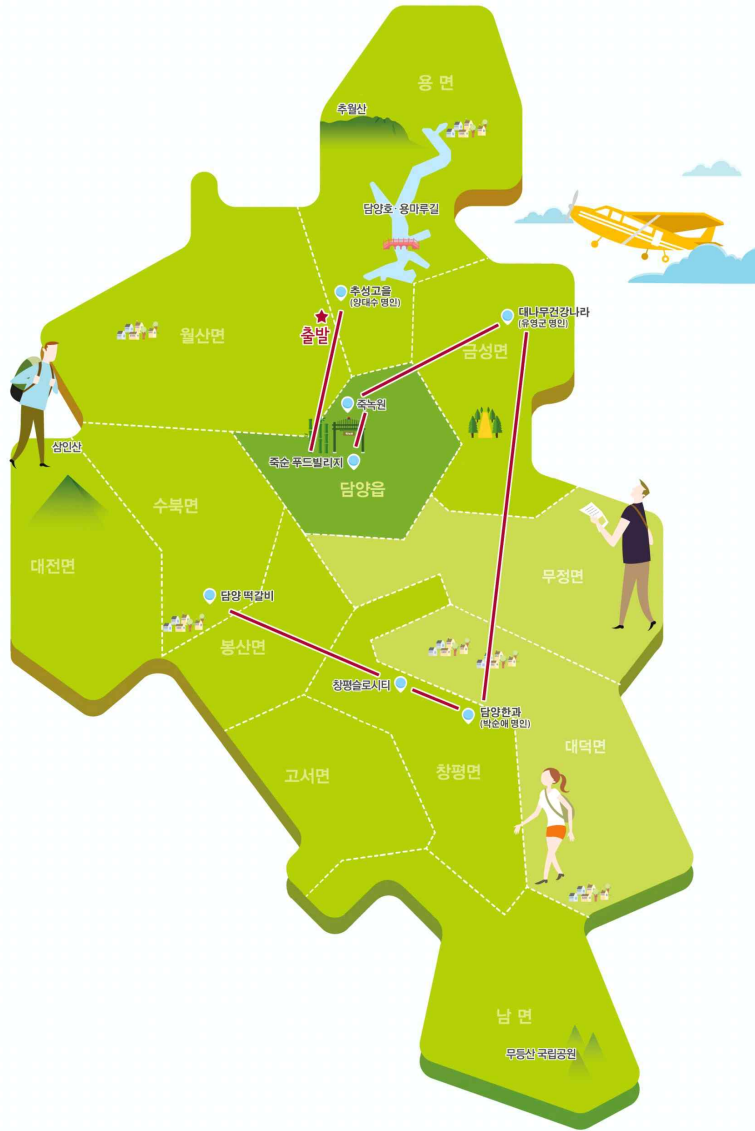 용 면
추월산
담양호·용마루길
추성고을
(양대수 명인)
출발
대나무건강나라
(유영군 명인)
월산면
금성면
죽녹원
삼인산
죽순 푸드빌리지
담양읍
수북면
대전면
무정면
담양 떡갈비
봉산면
창평슬로시티
담양한과
(박순애 명인)
대덕면
고서면
창평면
남 면
무등산 국립공원